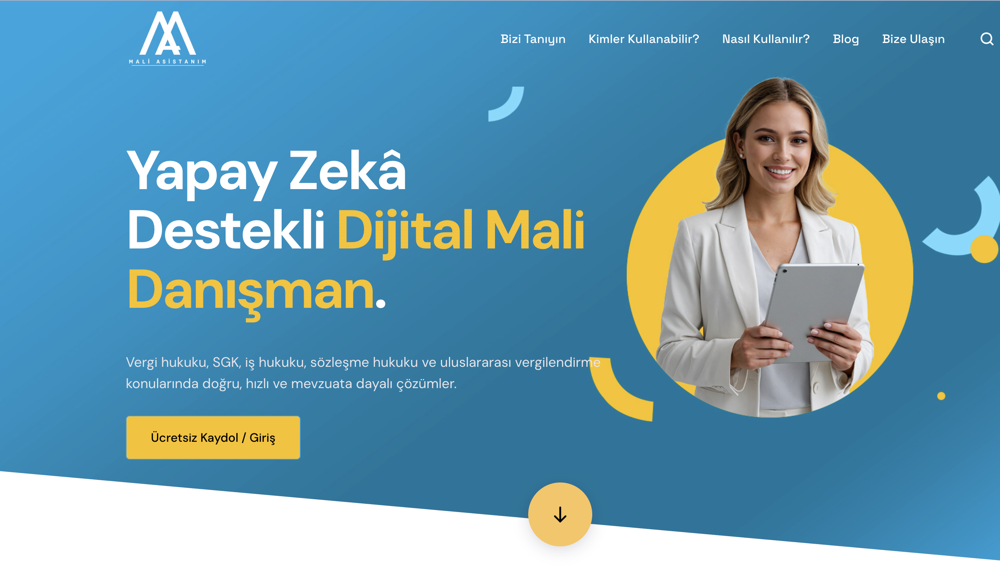 MALİ ASİSTANIM
Bizi Tanıyın
Kimler Kullanabilir?
Nasıl Kullanılır?
Blog
Bize Ulaşın
Yapay Zekâ
Destekli Dijital Mali
Danışman.
Vergi hukuku, SGK, iş hukuku, sözleşme hukuku ve uluslararası vergilendirme
konularında doğru, hızlı ve mevzuata dayalı çözümler.
Ücretsiz Kaydol / Giriş